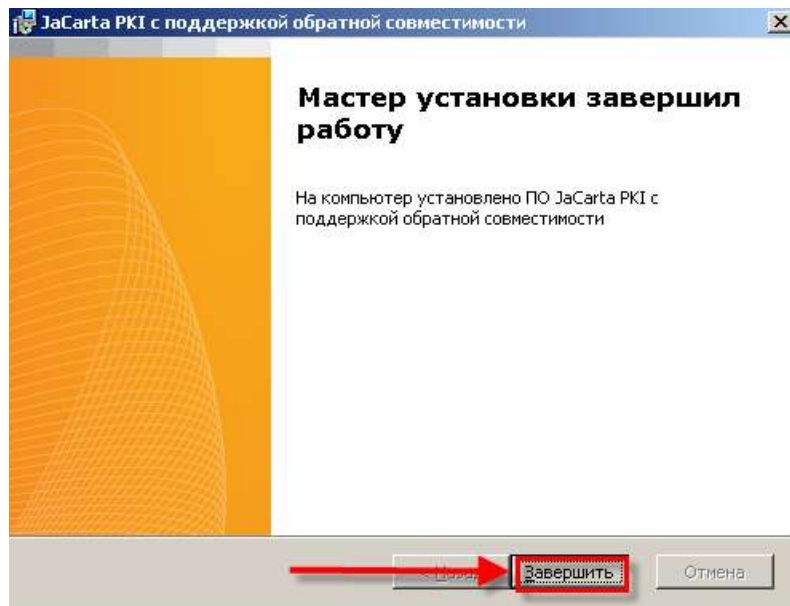 JaCarta PKI с поддержкой обратной совместимости
Мастер установки завершил
работу
На компьютер установлено ПО JaCarta PKI с
поддержкой обратной совместимости
Завершить
Отмена